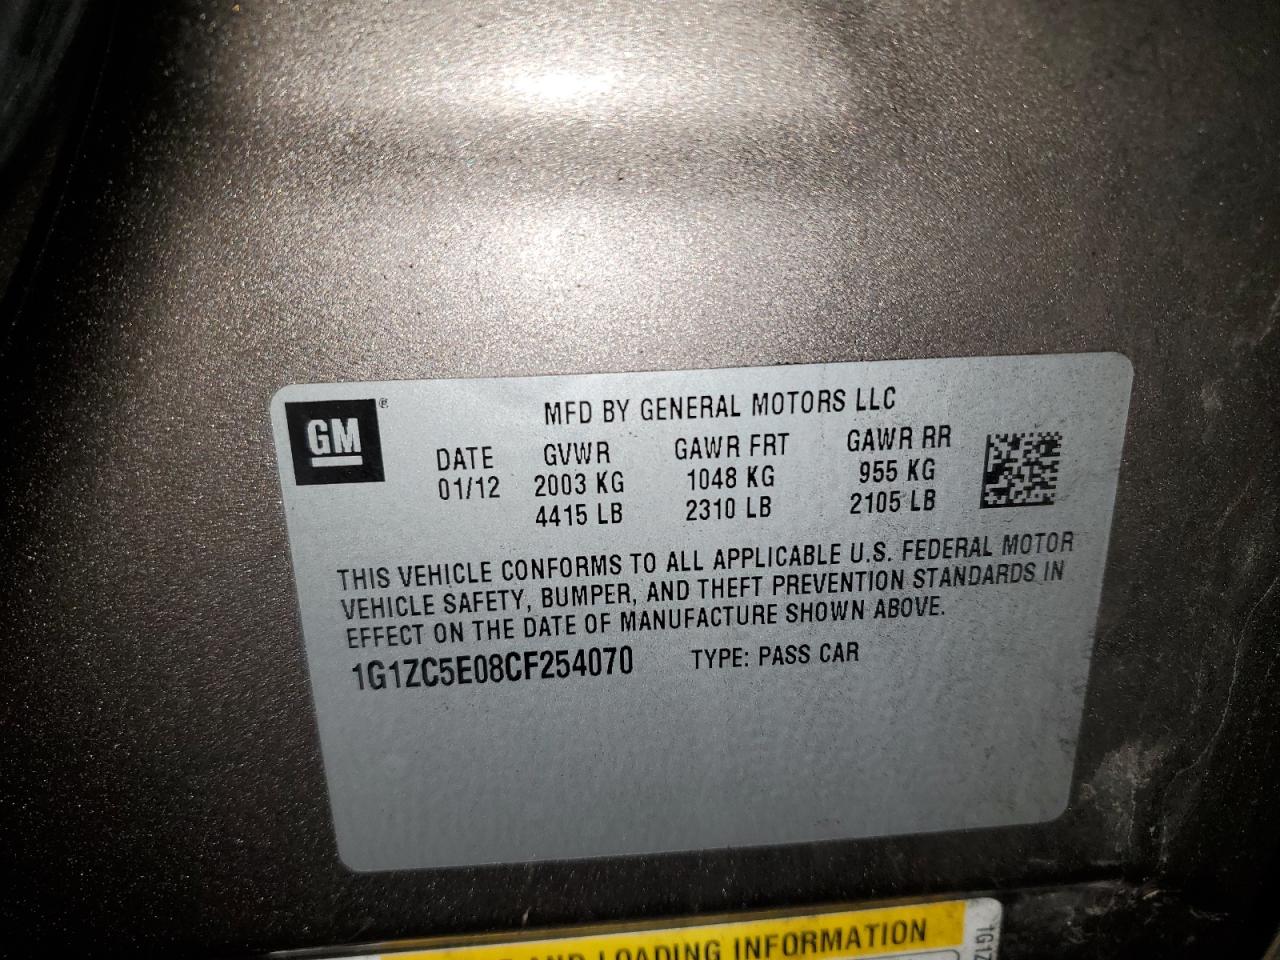 GM ®
MFD BY GENERAL MOTORS LLC
DATE GVWR GAWR FRT GAWR RR
01/12 2003 KG 1048 KG 955 KG
4415 LB 2310 LB 2105 LB
THIS VEHICLE CONFORMS TO ALL APPLICABLE U.S. FEDERAL MOTOR
VEHICLE SAFETY, BUMPER, AND THEFT PREVENTION STANDARDS IN
EFFECT ON THE DATE OF MANUFACTURE SHOWN ABOVE.
1G1ZC5E08CF254070 TYPE: PASS CAR
AND LOADING INFORMATION
1G1Z